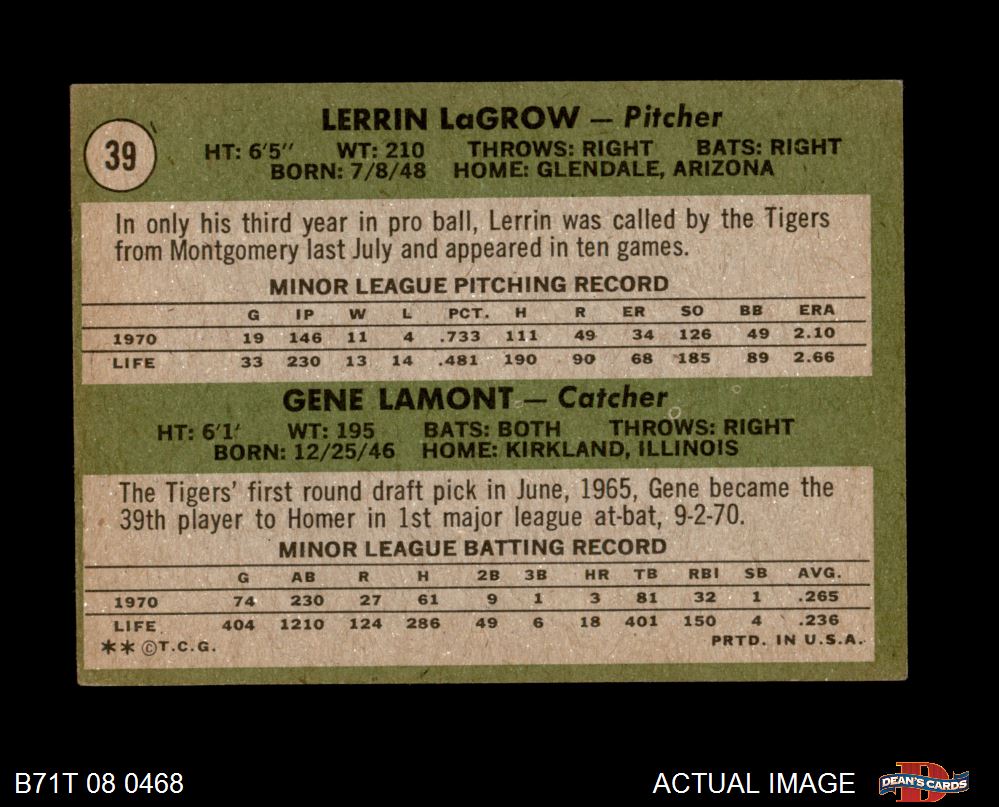 LERRIN LaGROW — Pitcher
39
HT: 6'5" WT: 210 THROWS: RIGHT BATS: RIGHT
BORN: 7/8/48 HOME: GLENDALE, ARIZONA
In only his third year in pro ball, Lerrin was called by the Tigers
from Montgomery last July and appeared in ten games.
MINOR LEAGUE PITCHING RECORD
G IP W L PCT. H R ER SO BB ERA
1970 19 146 11 4 .733 111 49 34 126 49 2.10
LIFE 33 230 13 14 .481 190 90 68 185 89 2.66
GENE LAMONT — Catcher
HT: 6'1' WT: 195 BATS: BOTH THROWS: RIGHT
BORN: 12/25/46 HOME: KIRKLAND, ILLINOIS
The Tigers' first round draft pick in June, 1965, Gene became the
39th player to Homer in 1st major league at-bat, 9-2-70.
MINOR LEAGUE BATTING RECORD
G AB R H 2B 3B HR TB RBI SB AVG.
1970 74 230 27 61 9 1 3 81 32 1 .265
LIFE 404 1210 124 286 49 6 18 401 150 4 .236
** ©T.C.G. PRTD. IN U.S.A.
B71T 08 0468
ACTUAL IMAGE
D
DEAN'S CARDS